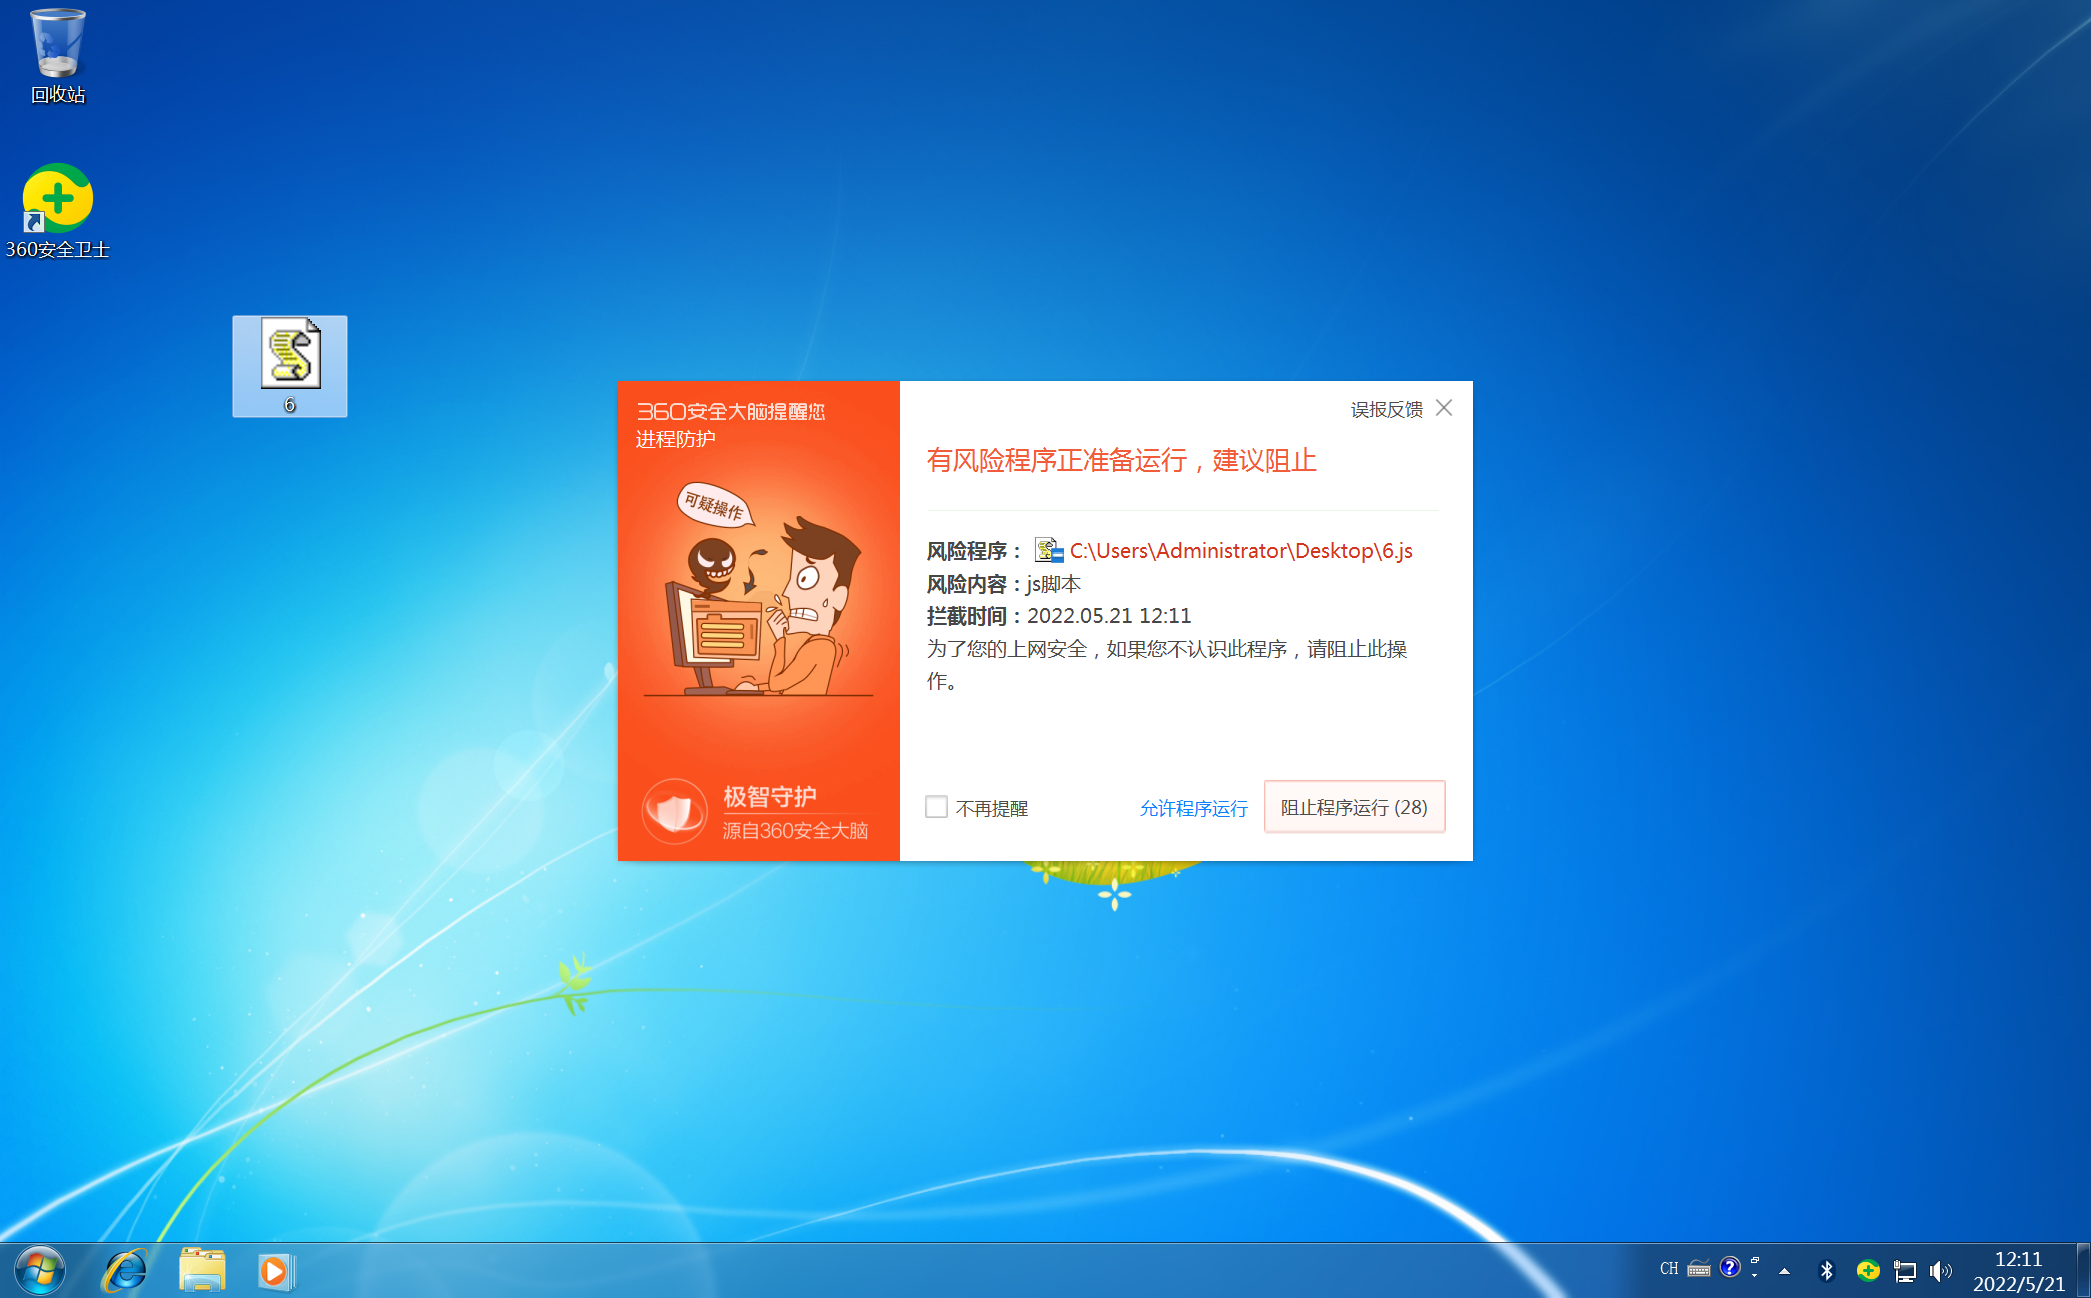 回收站
360安全卫士
6
360安全大脑提醒您
进程防护
可疑操作
极智守护
源自360安全大脑
误报反馈
有风险程序正准备运行，建议阻止
风险程序： C:\Users\Administrator\Desktop\6.js
风险内容：js脚本
拦截时间：2022.05.21 12:11
为了您的上网安全，如果您不认识此程序，请阻止此操
作。
不再提醒
允许程序运行
阻止程序运行 (28)
CH
12:11
2022/5/21